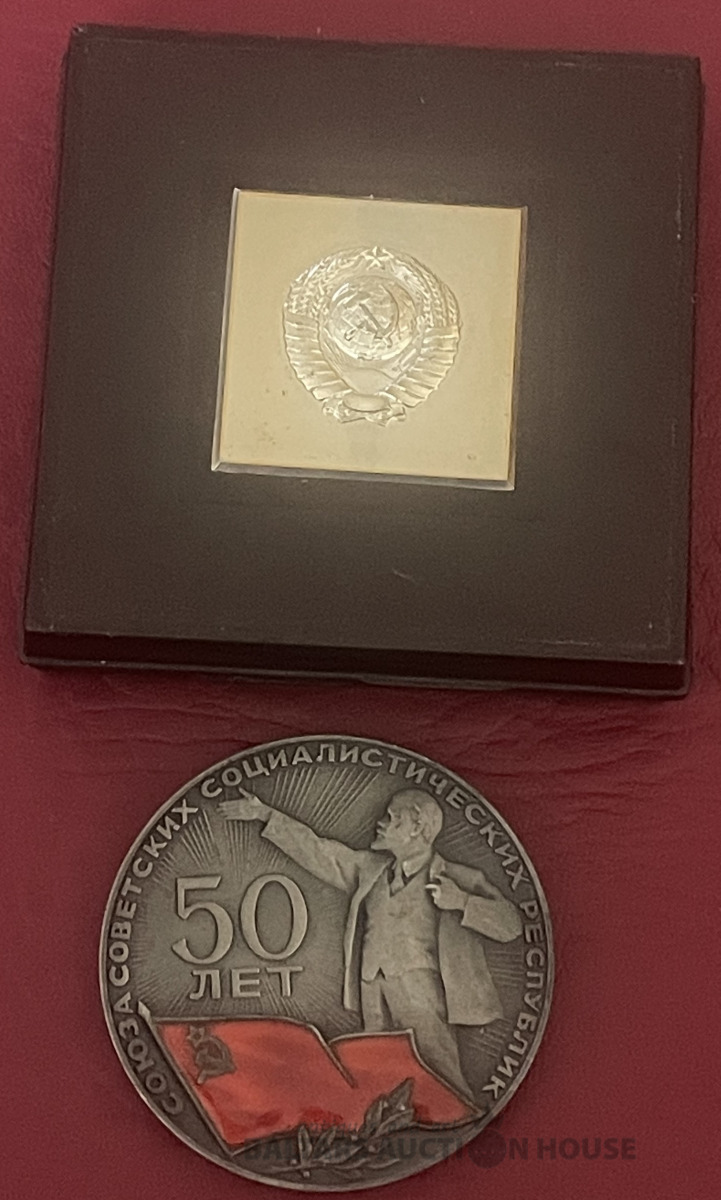 СОЮЗА СОВЕТСКИХ СОЦИАЛИСТИЧЕСКИХ РЕСПУБЛИК
50
ЛЕТ
AUCTION HOUSE